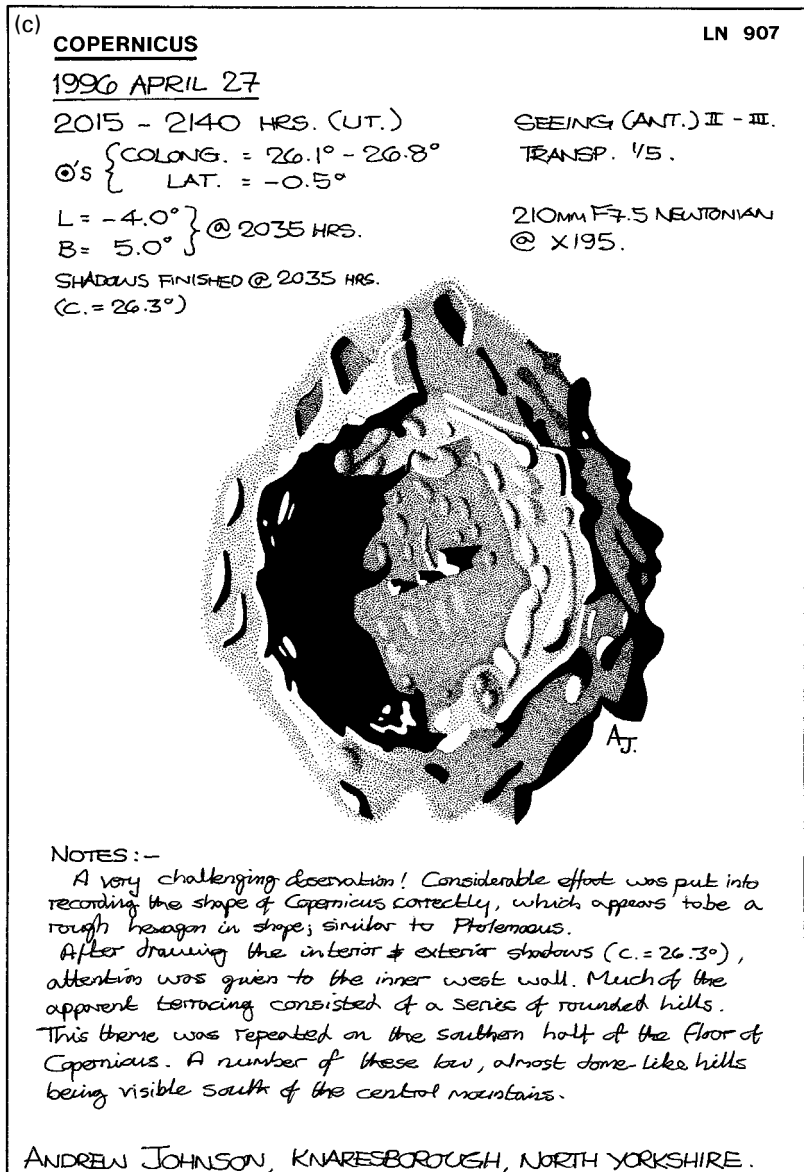 (c)
COPERNICUS
LN 907
1996 APRIL 27
2015 - 2140 HRS. (UT.)
SEEING (ANT.) II - III.
☉'S { COLONG. = 26.1° - 26.8°
LAT. = -0.5°
TRANSP. 1/5.
L = -4.0°
B = 5.0° } @ 2035 HRS.
210MM F7.5 NEWTONIAN
@ X195.
SHADOWS FINISHED @ 2035 HRS.
(C. = 26.3°)
AJ.
NOTES:-
A very challenging observation! Considerable effort was put into
recording the shape of Copernicus correctly, which appears to be a
rough hexagon in shape; similar to Ptolemaeus.
After drawing the interior & exterior shadows (c. = 26.3°),
attention was given to the inner west wall. Much of the
apparent terracing consisted of a series of rounded hills.
This theme was repeated on the southern half of the floor of
Copernicus. A number of these low, almost dome-like hills
being visible south of the central mountains.
ANDREW JOHNSON, KNARESBOROUGH, NORTH YORKSHIRE.